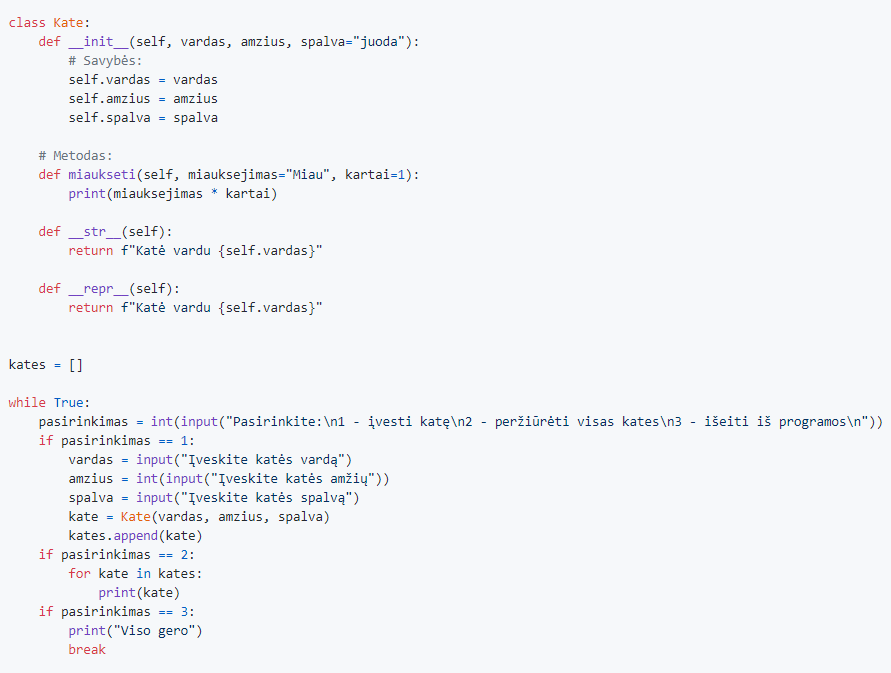 class Kate:
    def __init__(self, vardas, amzius, spalva="juoda"):
        # Savybės:
        self.vardas = vardas
        self.amzius = amzius
        self.spalva = spalva

    # Metodas:
    def miaukseti(self, miauksejimas="Miau", kartai=1):
        print(miauksejimas * kartai)

    def __str__(self):
        return f"Katė vardu {self.vardas}"

    def __repr__(self):
        return f"Katė vardu {self.vardas}"


kates = []

while True:
    pasirinkimas = int(input("Pasirinkite:\n1 - įvesti katę\n2 - peržiūrėti visas kates\n3 - išeiti iš programos\n"))
    if pasirinkimas == 1:
        vardas = input("Įveskite katės vardą")
        amzius = int(input("Įveskite katės amžių"))
        spalva = input("Įveskite katės spalvą")
        kate = Kate(vardas, amzius, spalva)
        kates.append(kate)
    if pasirinkimas == 2:
        for kate in kates:
            print(kate)
    if pasirinkimas == 3:
        print("Viso gero")
        break